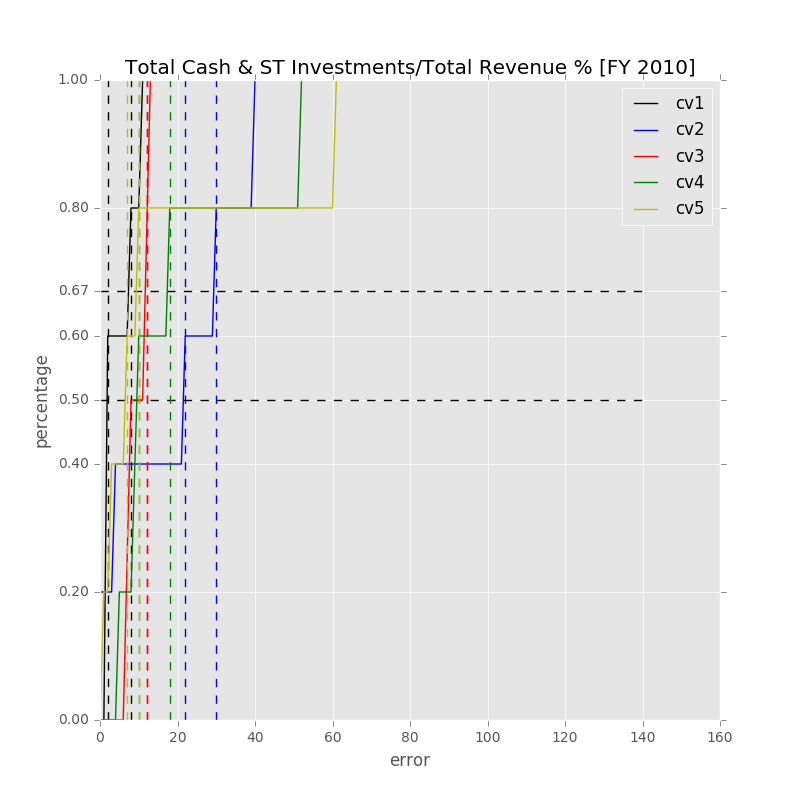 Total Cash & ST Investments/Total Revenue % [FY 2010]
1.00
0.80
0.67
0.60
0.50
0.40
0.20
0.00
percentage
cv1
cv2
cv3
cv4
cv5
0 20 40 60 80 100 120 140 160
error